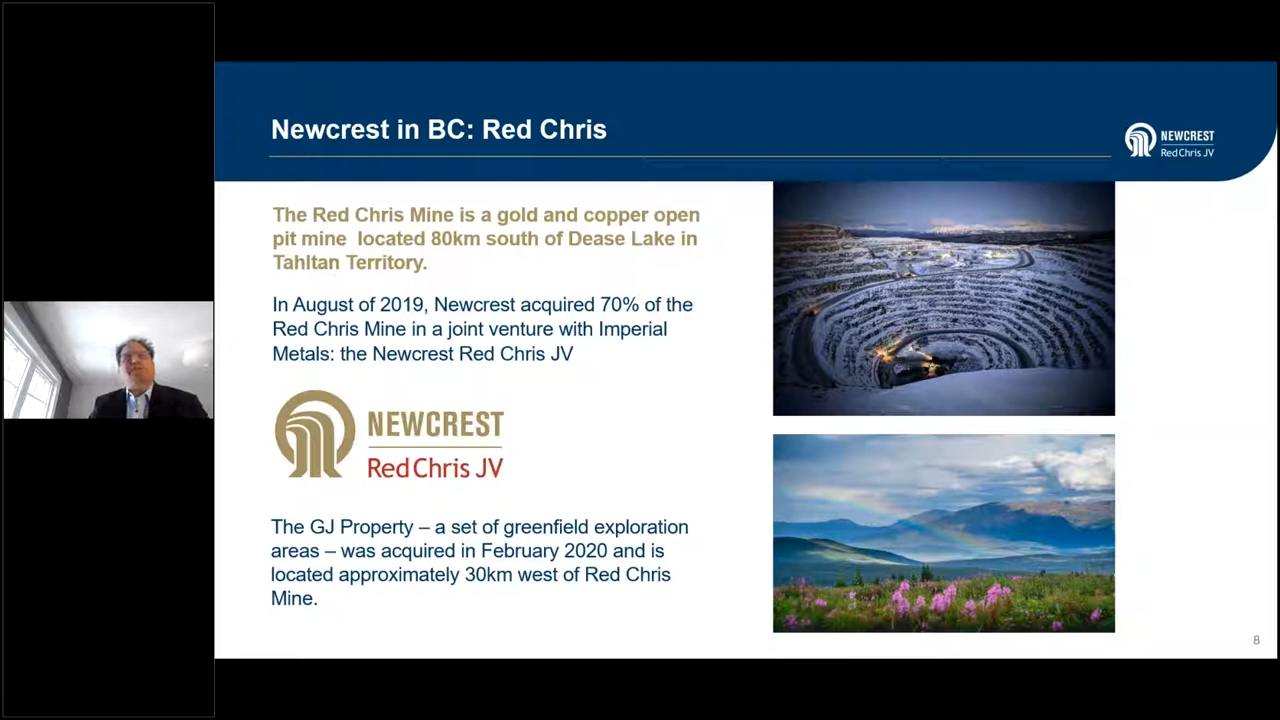 Newcrest in BC: Red Chris
NEWCREST
Red Chris JV
The Red Chris Mine is a gold and copper open
pit mine located 80km south of Dease Lake in
Tahltan Territory.
In August of 2019, Newcrest acquired 70% of the
Red Chris Mine in a joint venture with Imperial
Metals: the Newcrest Red Chris JV
NEWCREST
Red Chris JV
The GJ Property – a set of greenfield exploration
areas – was acquired in February 2020 and is
located approximately 30km west of Red Chris
Mine.
8